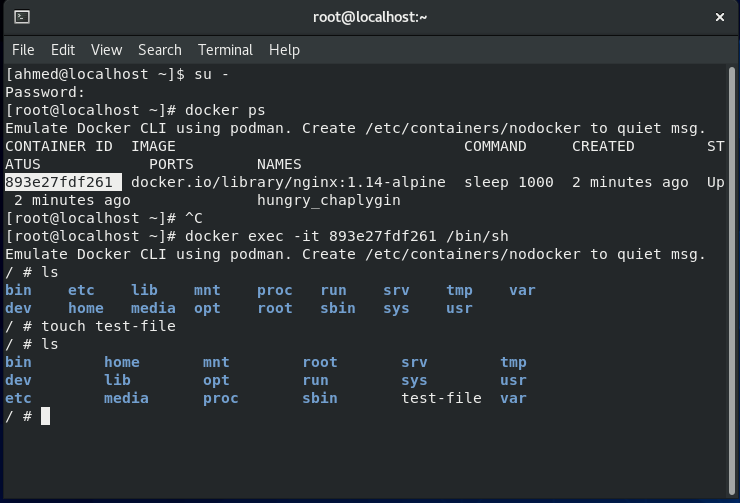 root@localhost:~
File Edit View Search Terminal Help
[ahmed@localhost ~]$ su -
Password:
[root@localhost ~]# docker ps
Emulate Docker CLI using podman. Create /etc/containers/nodocker to quiet msg.
CONTAINER ID  IMAGE                                COMMAND     CREATED        ST
ATUS            PORTS       NAMES
893e27fdf261  docker.io/library/nginx:1.14-alpine  sleep 1000  2 minutes ago  Up
 2 minutes ago              hungry_chaplygin
[root@localhost ~]# ^C
[root@localhost ~]# docker exec -it 893e27fdf261 /bin/sh
Emulate Docker CLI using podman. Create /etc/containers/nodocker to quiet msg.
/ # ls
bin    etc    lib    mnt    proc   run    srv    tmp    var
dev    home   media  opt    root   sbin   sys    usr
/ # touch test-file
/ # ls
bin        home       mnt        root       srv        tmp
dev        lib        opt        run        sys        usr
etc        media      proc       sbin       test-file  var
/ #